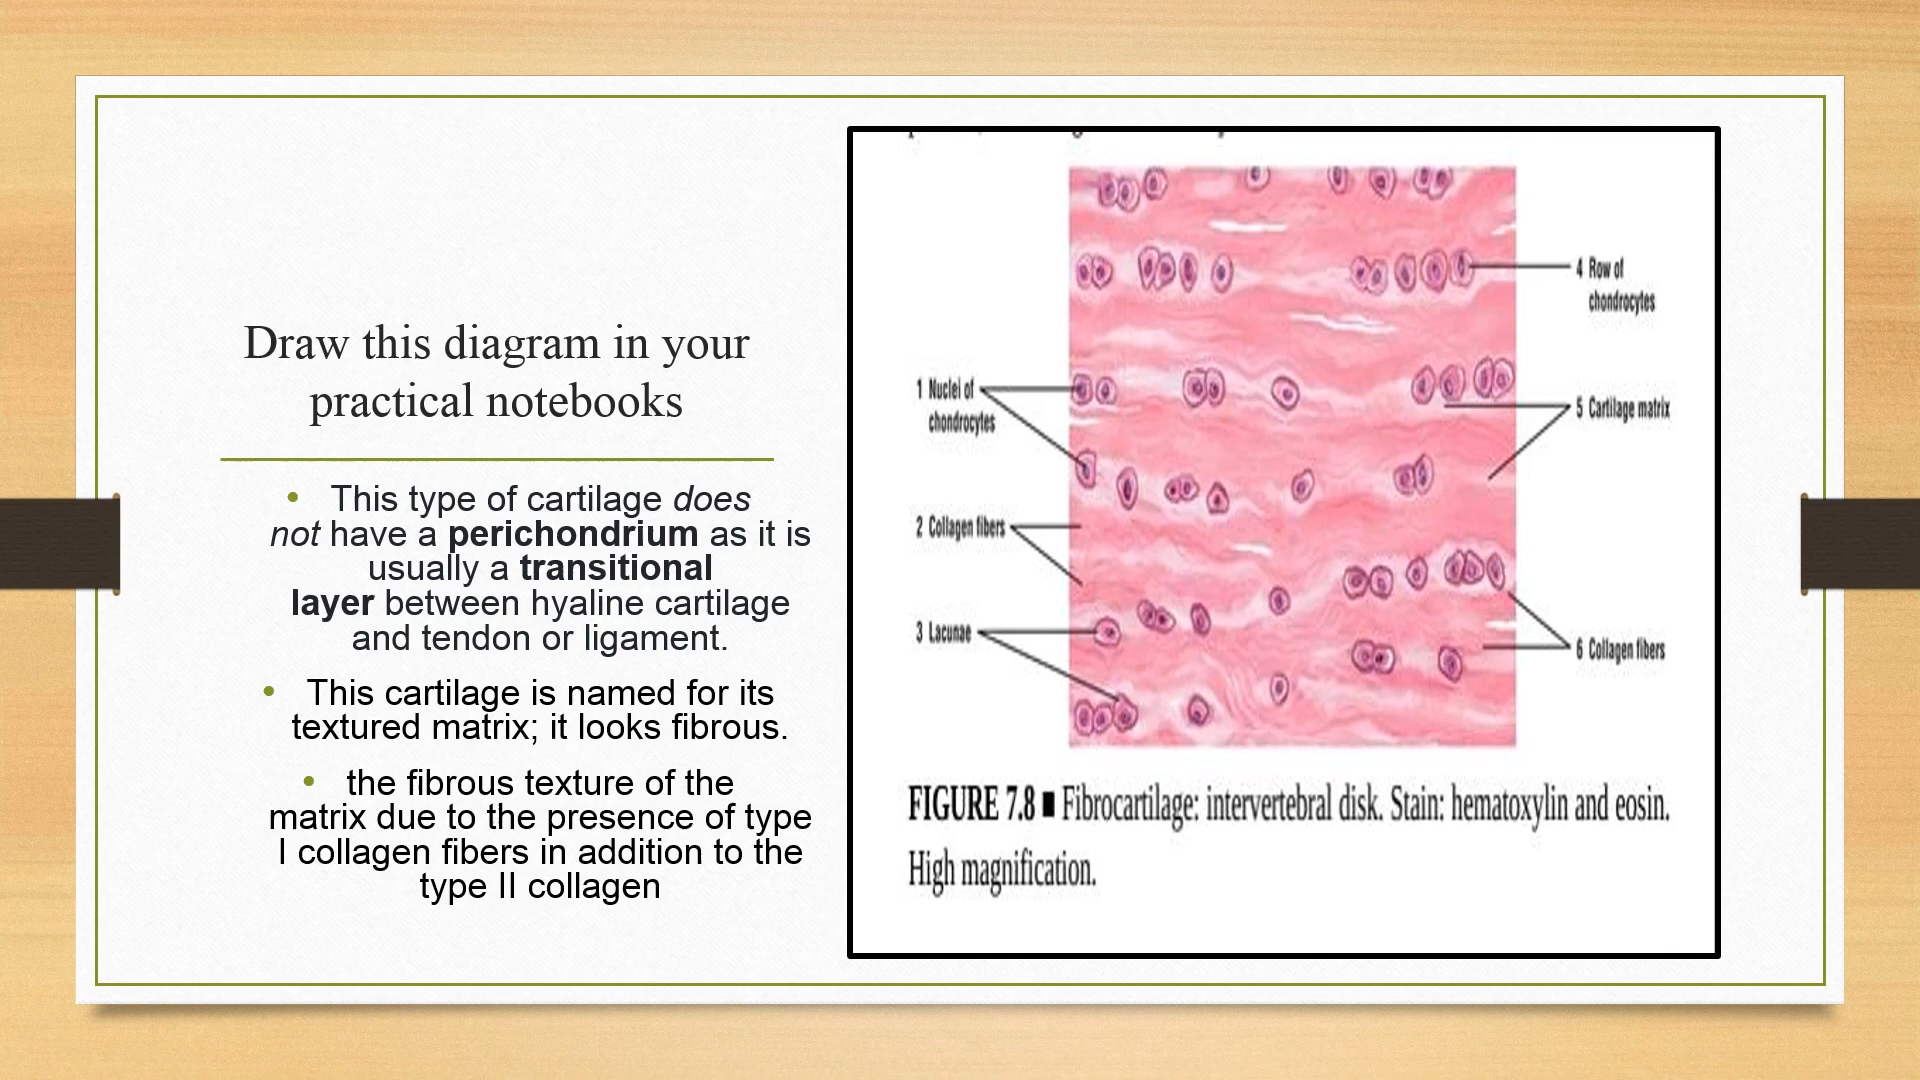 Draw this diagram in your
practical notebooks
• This type of cartilage does
not have a perichondrium as it is
usually a transitional
layer between hyaline cartilage
and tendon or ligament.
• This cartilage is named for its
textured matrix; it looks fibrous.
• the fibrous texture of the
matrix due to the presence of type
I collagen fibers in addition to the
type II collagen
4 Row of
chondrocytes
1 Nuclei of
chondrocytes
5 Cartilage matrix
2 Collagen fibers
3 Lacunae
6 Collagen fibers
FIGURE 7.8 ■ Fibrocartilage: intervertebral disk. Stain: hematoxylin and eosin.
High magnification.